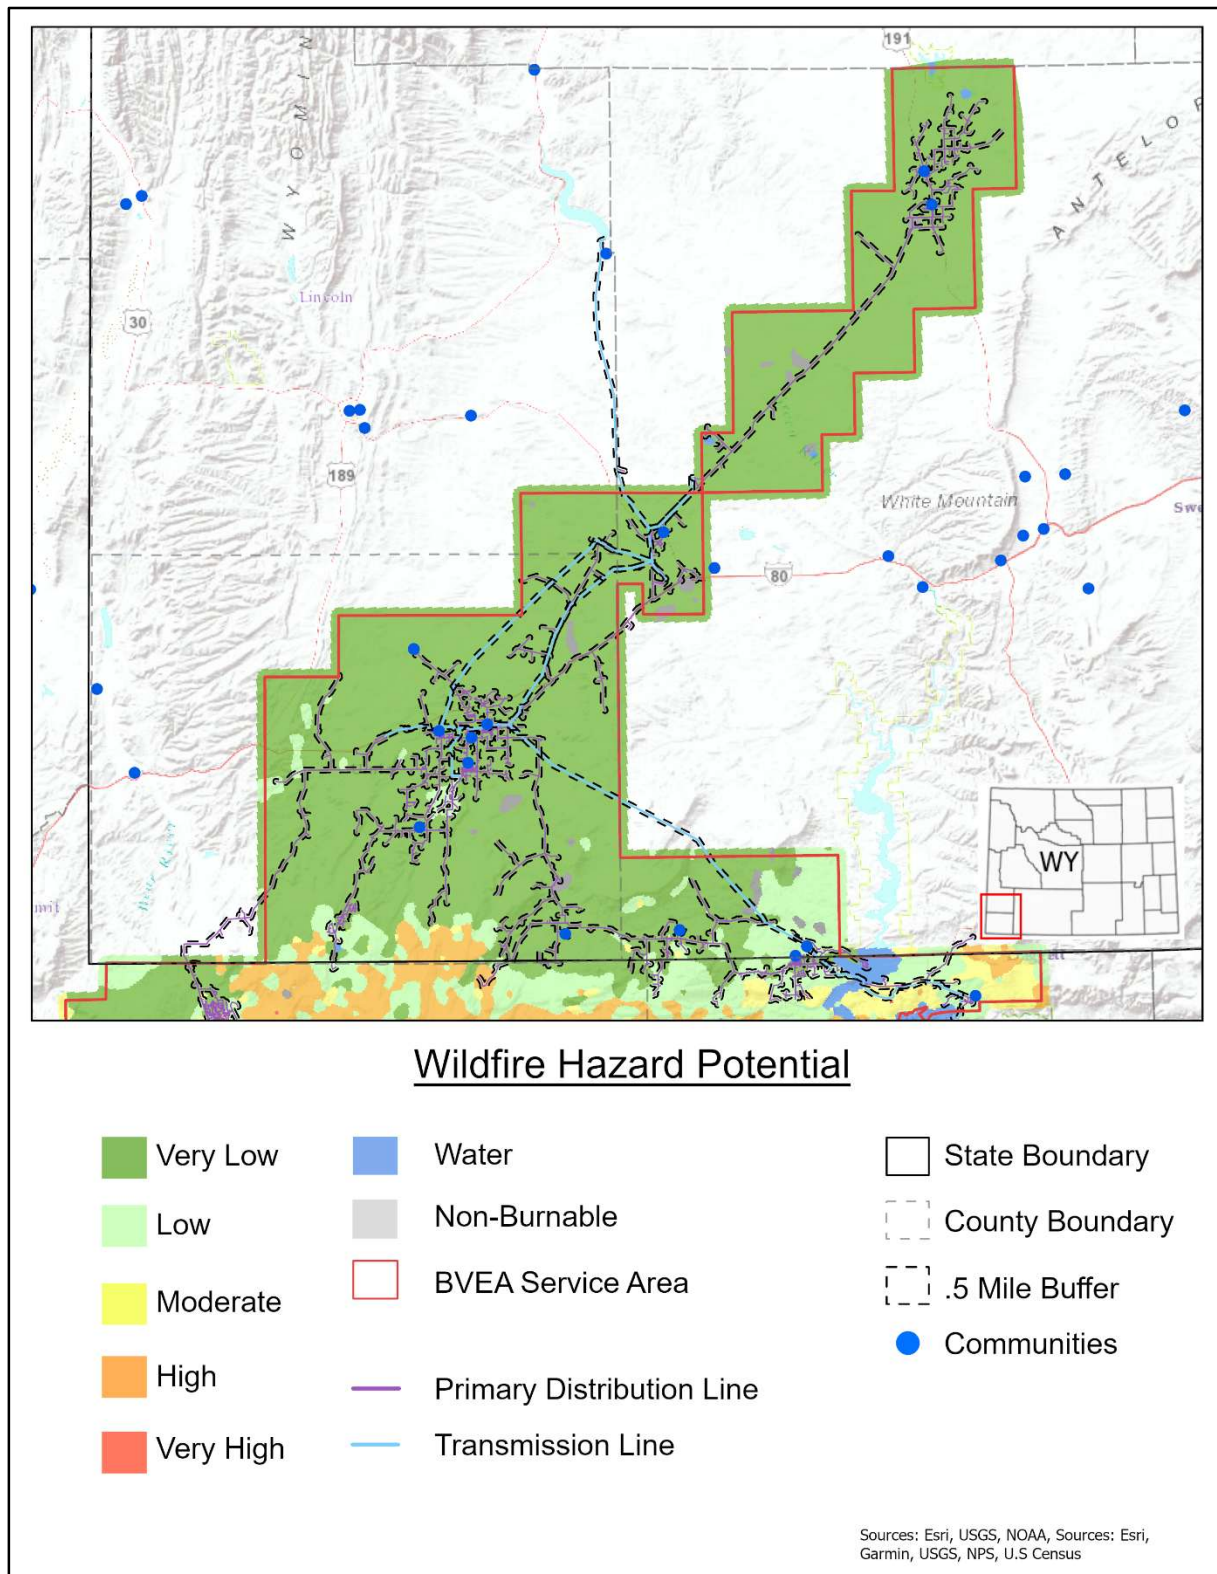 191
WYOMIN
ANTELOP
Lincoln
30
189
White Mountain
Swe
80
WY
mit
Wildfire Hazard Potential
Very Low
Low
Moderate
High
Very High
Water
Non-Burnable
BVEA Service Area
Primary Distribution Line
Transmission Line
State Boundary
County Boundary
.5 Mile Buffer
Communities
Sources: Esri, USGS, NOAA, Sources: Esri,
Garmin, USGS, NPS, U.S Census